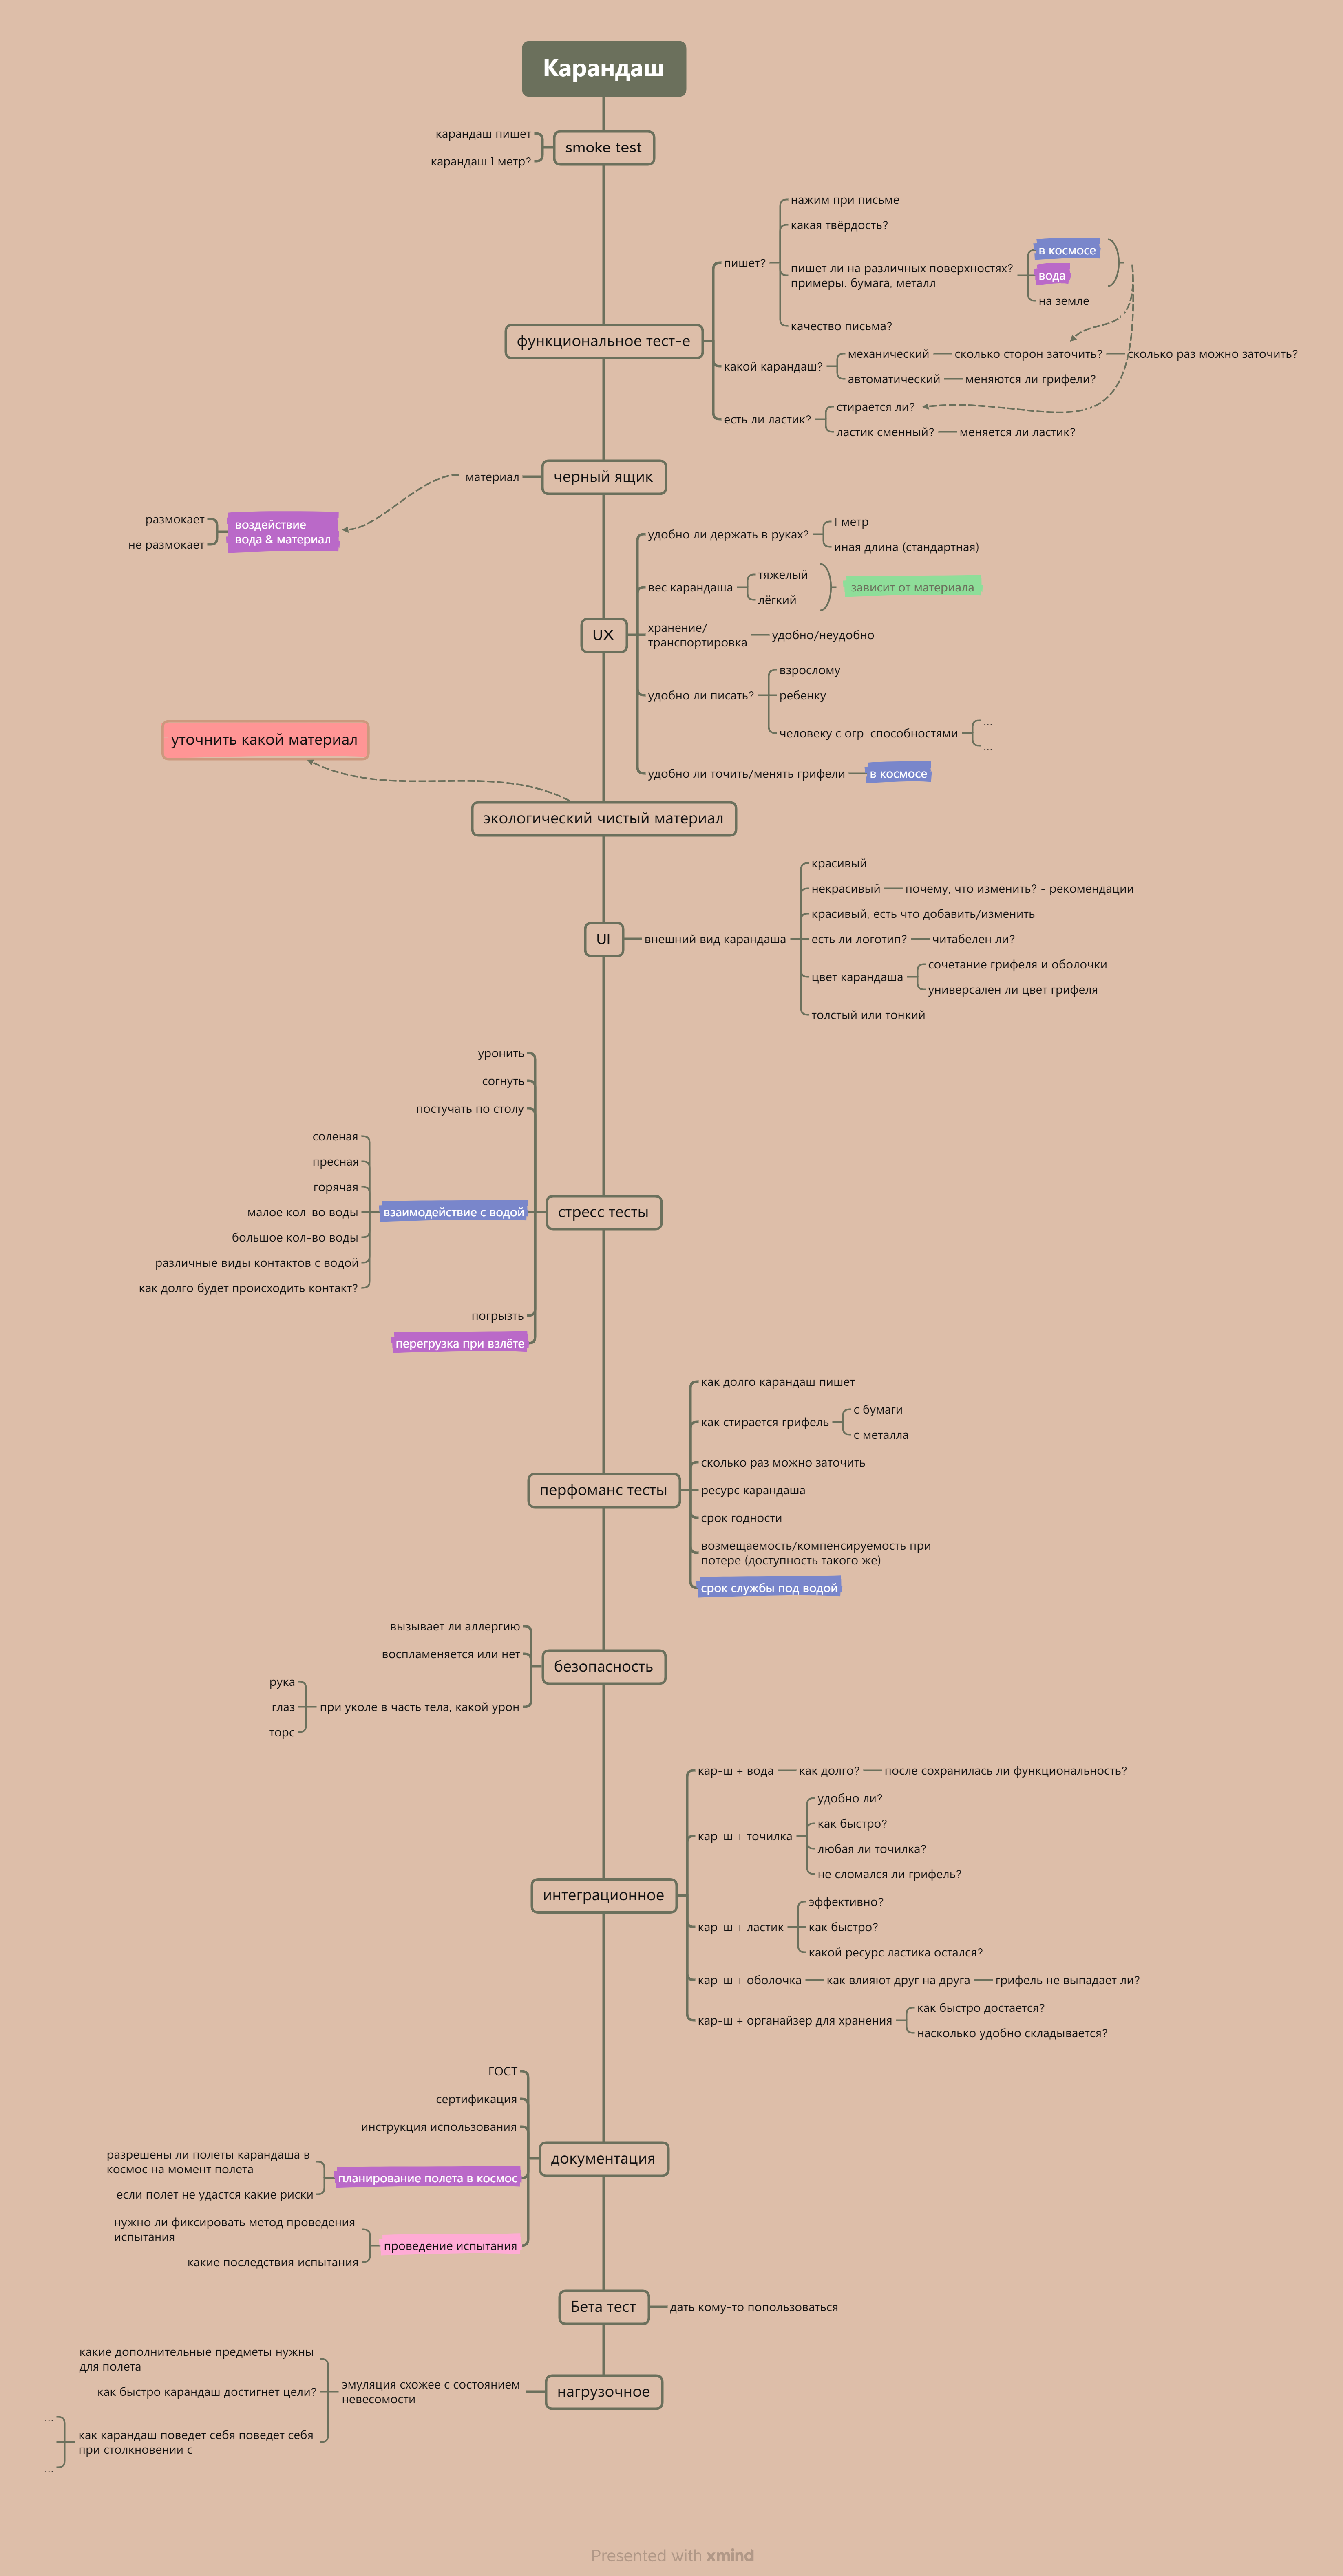 Карандаш
smoke test
карандаш пишет
карандаш 1 метр?
функциональное тест-е
пишет?
нажим при письме
какая твёрдость?
пишет ли на различных поверхностях?
примеры: бумага, металл
в космосе
вода
на земле
качество письма?
какой карандаш?
механический
сколько сторон заточить?
сколько раз можно заточить?
автоматический
меняются ли грифели?
есть ли ластик?
стирается ли?
ластик сменный?
меняется ли ластик?
черный ящик
материал
воздействие
вода & материал
размокает
не размокает
UX
удобно ли держать в руках?
1 метр
иная длина (стандартная)
вес карандаша
тяжелый
лёгкий
зависит от материала
хранение/
транспортировка
удобно/неудобно
удобно ли писать?
взрослому
ребенку
человеку с огр. способностями
...
...
удобно ли точить/менять грифели
в космосе
уточнить какой материал
экологический чистый материал
UI
внешний вид карандаша
красивый
некрасивый
почему, что изменить? - рекомендации
красивый, есть что добавить/изменить
есть ли логотип?
читабелен ли?
цвет карандаша
сочетание грифеля и оболочки
универсален ли цвет грифеля
толстый или тонкий
стресс тесты
уронить
согнуть
постучать по столу
взаимодействие с водой
соленая
пресная
горячая
малое кол-во воды
большое кол-во воды
различные виды контактов с водой
как долго будет происходить контакт?
погрызть
перегрузка при взлёте
перфоманс тесты
как долго карандаш пишет
как стирается грифель
с бумаги
с металла
сколько раз можно заточить
ресурс карандаша
срок годности
возмещаемость/компенсируемость при
потере (доступность такого же)
срок службы под водой
безопасность
вызывает ли аллергию
воспламеняется или нет
при уколе в часть тела, какой урон
рука
глаз
торс
интеграционное
кар-ш + вода
как долго?
после сохранилась ли функциональность?
кар-ш + точилка
удобно ли?
как быстро?
любая ли точилка?
не сломался ли грифель?
кар-ш + ластик
эффективно?
как быстро?
какой ресурс ластика остался?
кар-ш + оболочка
как влияют друг на друга
грифель не выпадает ли?
кар-ш + органайзер для хранения
как быстро достается?
насколько удобно складывается?
документация
ГОСТ
сертификация
инструкция использования
планирование полета в космос
разрешены ли полеты карандаша в
космос на момент полета
если полет не удастся какие риски
проведение испытания
нужно ли фиксировать метод проведения
испытания
какие последствия испытания
Бета тест
дать кому-то попользоваться
нагрузочное
эмуляция схожее с состоянием
невесомости
какие дополнительные предметы нужны
для полета
как быстро карандаш достигнет цели?
как карандаш поведет себя поведет себя
при столкновении с
...
...
...
Presented with xmind